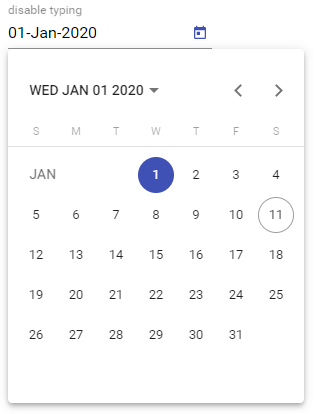 disable typing
01-Jan-2020
WED JAN 01 2020
S M T W T F S
JAN 1 2 3 4
5 6 7 8 9 10 11
12 13 14 15 16 17 18
19 20 21 22 23 24 25
26 27 28 29 30 31